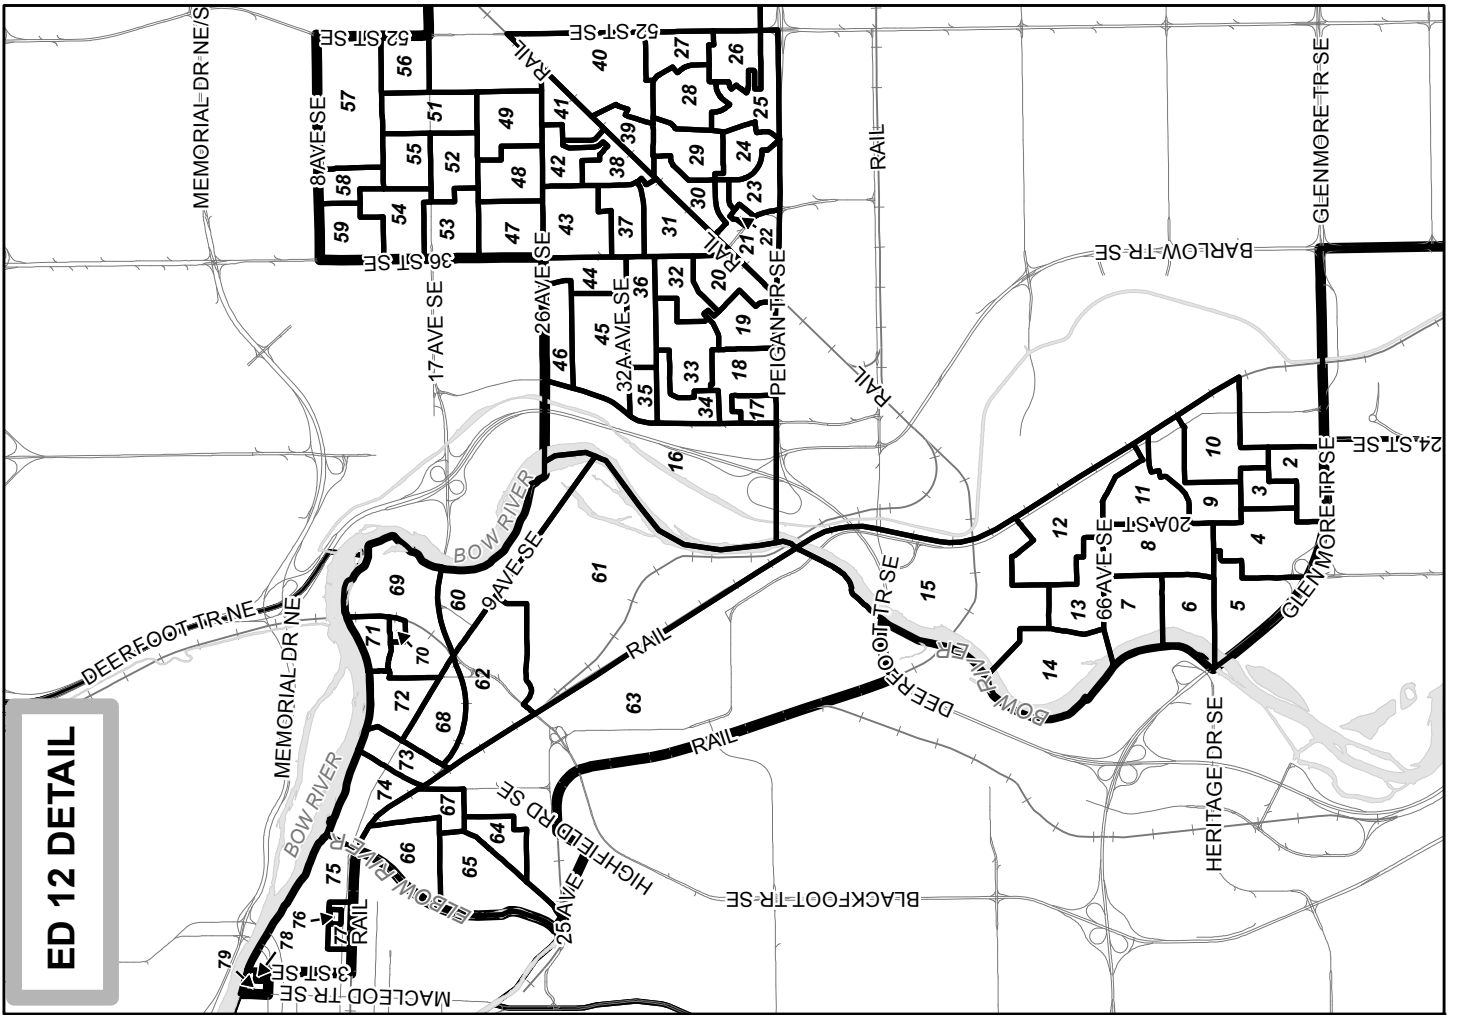 ED 12 DETAIL
MEMORIAL DR NE/S
52 ST SE
52 ST SE
GLENMORE TR SE
RAIL
40
27
26
56
57
8 AVE SE
51
49
41
28
25
39
55
52
RAIL
29
24
58
48
42
38
54
59
53
47
43
37
31
30
23
21
22
RAIL
36 ST SE
17 AVE SE
26 AVE SE
44
36
32
20
PEIGAN TR SE
BARLOW TR SE
GLENMORE TR SE
45
32A AVE SE
46
35
33
34
19
18
17
RAIL
16
24 ST SE
10
2
3
9
11
12
20A ST
8
4
66 AVE SE
BOW RIVER
9 AVE SE
69
60
61
15
DEERFOOT TR SE
13
7
6
5
14
DEERFOOT TR NE
MEMORIAL DR NE
71
70
62
RAIL
63
BOW RIVER
DEERF
BOW RIVER
72
68
RAIL
HERITAGE DR SE
73
74
67
HIGHFIELD RD SE
BOW RIVER
66
64
65
ELBOW RIVER
25 AVE
BLACKFOOT TR SE
75
76
77
RAIL
78
79
3 ST SE
MACLEOD TR SE